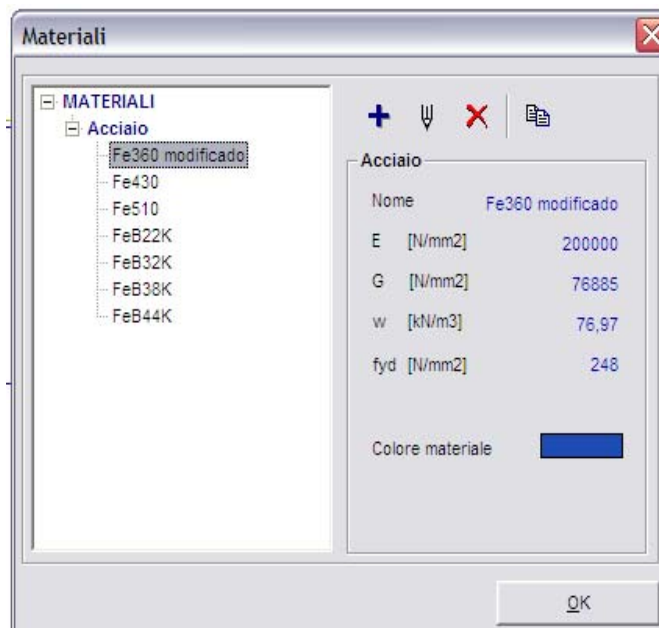 Materiali
MATERIALI
Acciaio
Fe360 modificado
Fe430
Fe510
FeB22K
FeB32K
FeB38K
FeB44K
Acciaio
Nome Fe360 modificado
E [N/mm2] 200000
G [N/mm2] 76885
w [kN/m3] 76,97
fyd [N/mm2] 248
Colore materiale
OK